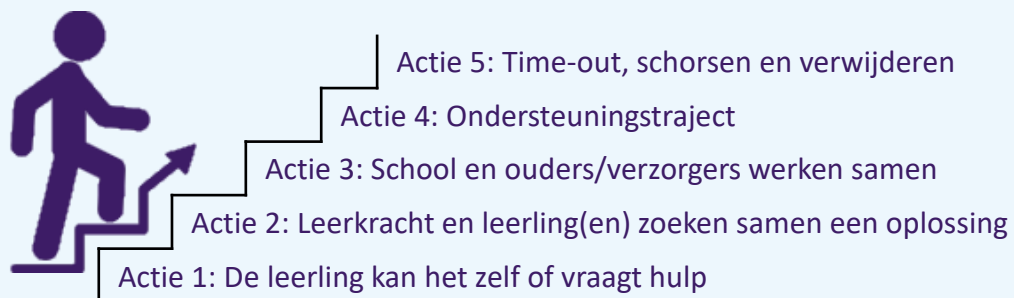 Actie 5: Time-out, schorsen en verwijderen
Actie 4: Ondersteuningstraject
Actie 3: School en ouders/verzorgers werken samen
Actie 2: Leerkracht en leerling(en) zoeken samen een oplossing
Actie 1: De leerling kan het zelf of vraagt hulp